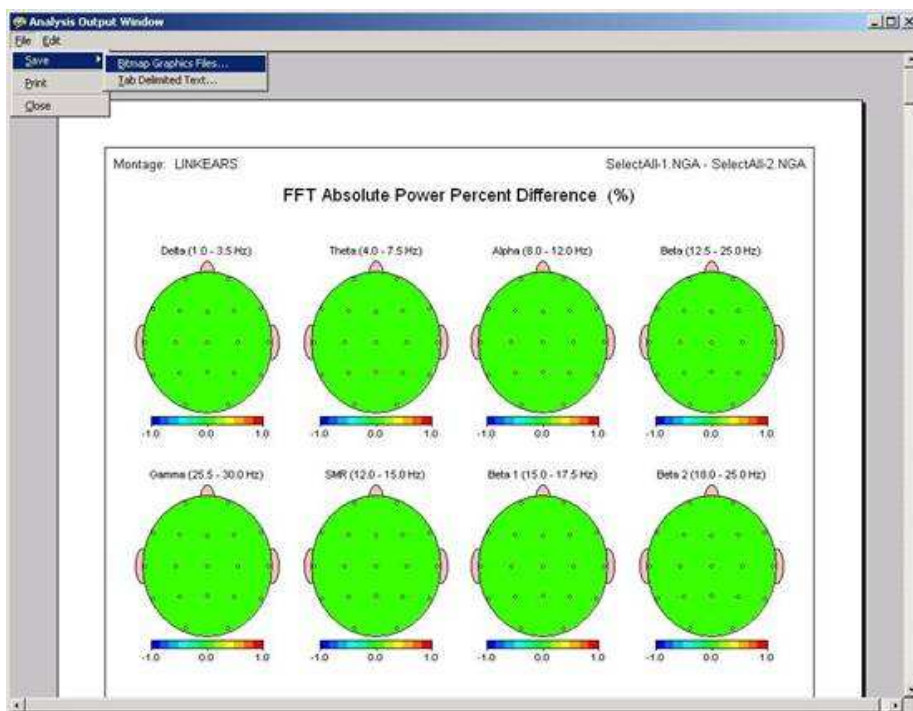 Analysis Output Window
File Edit
Save
Print
Close
Bitmap Graphics Files...
Tab Delimited Text...
Montage: LINKEARS
SelectAll-1.NGA - SelectAll-2.NGA
FFT Absolute Power Percent Difference (%)
Delta (1.0 - 3.5 Hz) Theta (4.0 - 7.5 Hz) Alpha (8.0 - 12.0 Hz) Beta (12.5 - 25.0 Hz)
-1.0 0.0 1.0 -1.0 0.0 1.0 -1.0 0.0 1.0 -1.0 0.0 1.0
Gamma (25.5 - 30.0 Hz) SMR (12.0 - 15.0 Hz) Beta 1 (15.0 - 17.5 Hz) Beta 2 (18.0 - 25.0 Hz)
-1.0 0.0 1.0 -1.0 0.0 1.0 -1.0 0.0 1.0 -1.0 0.0 1.0